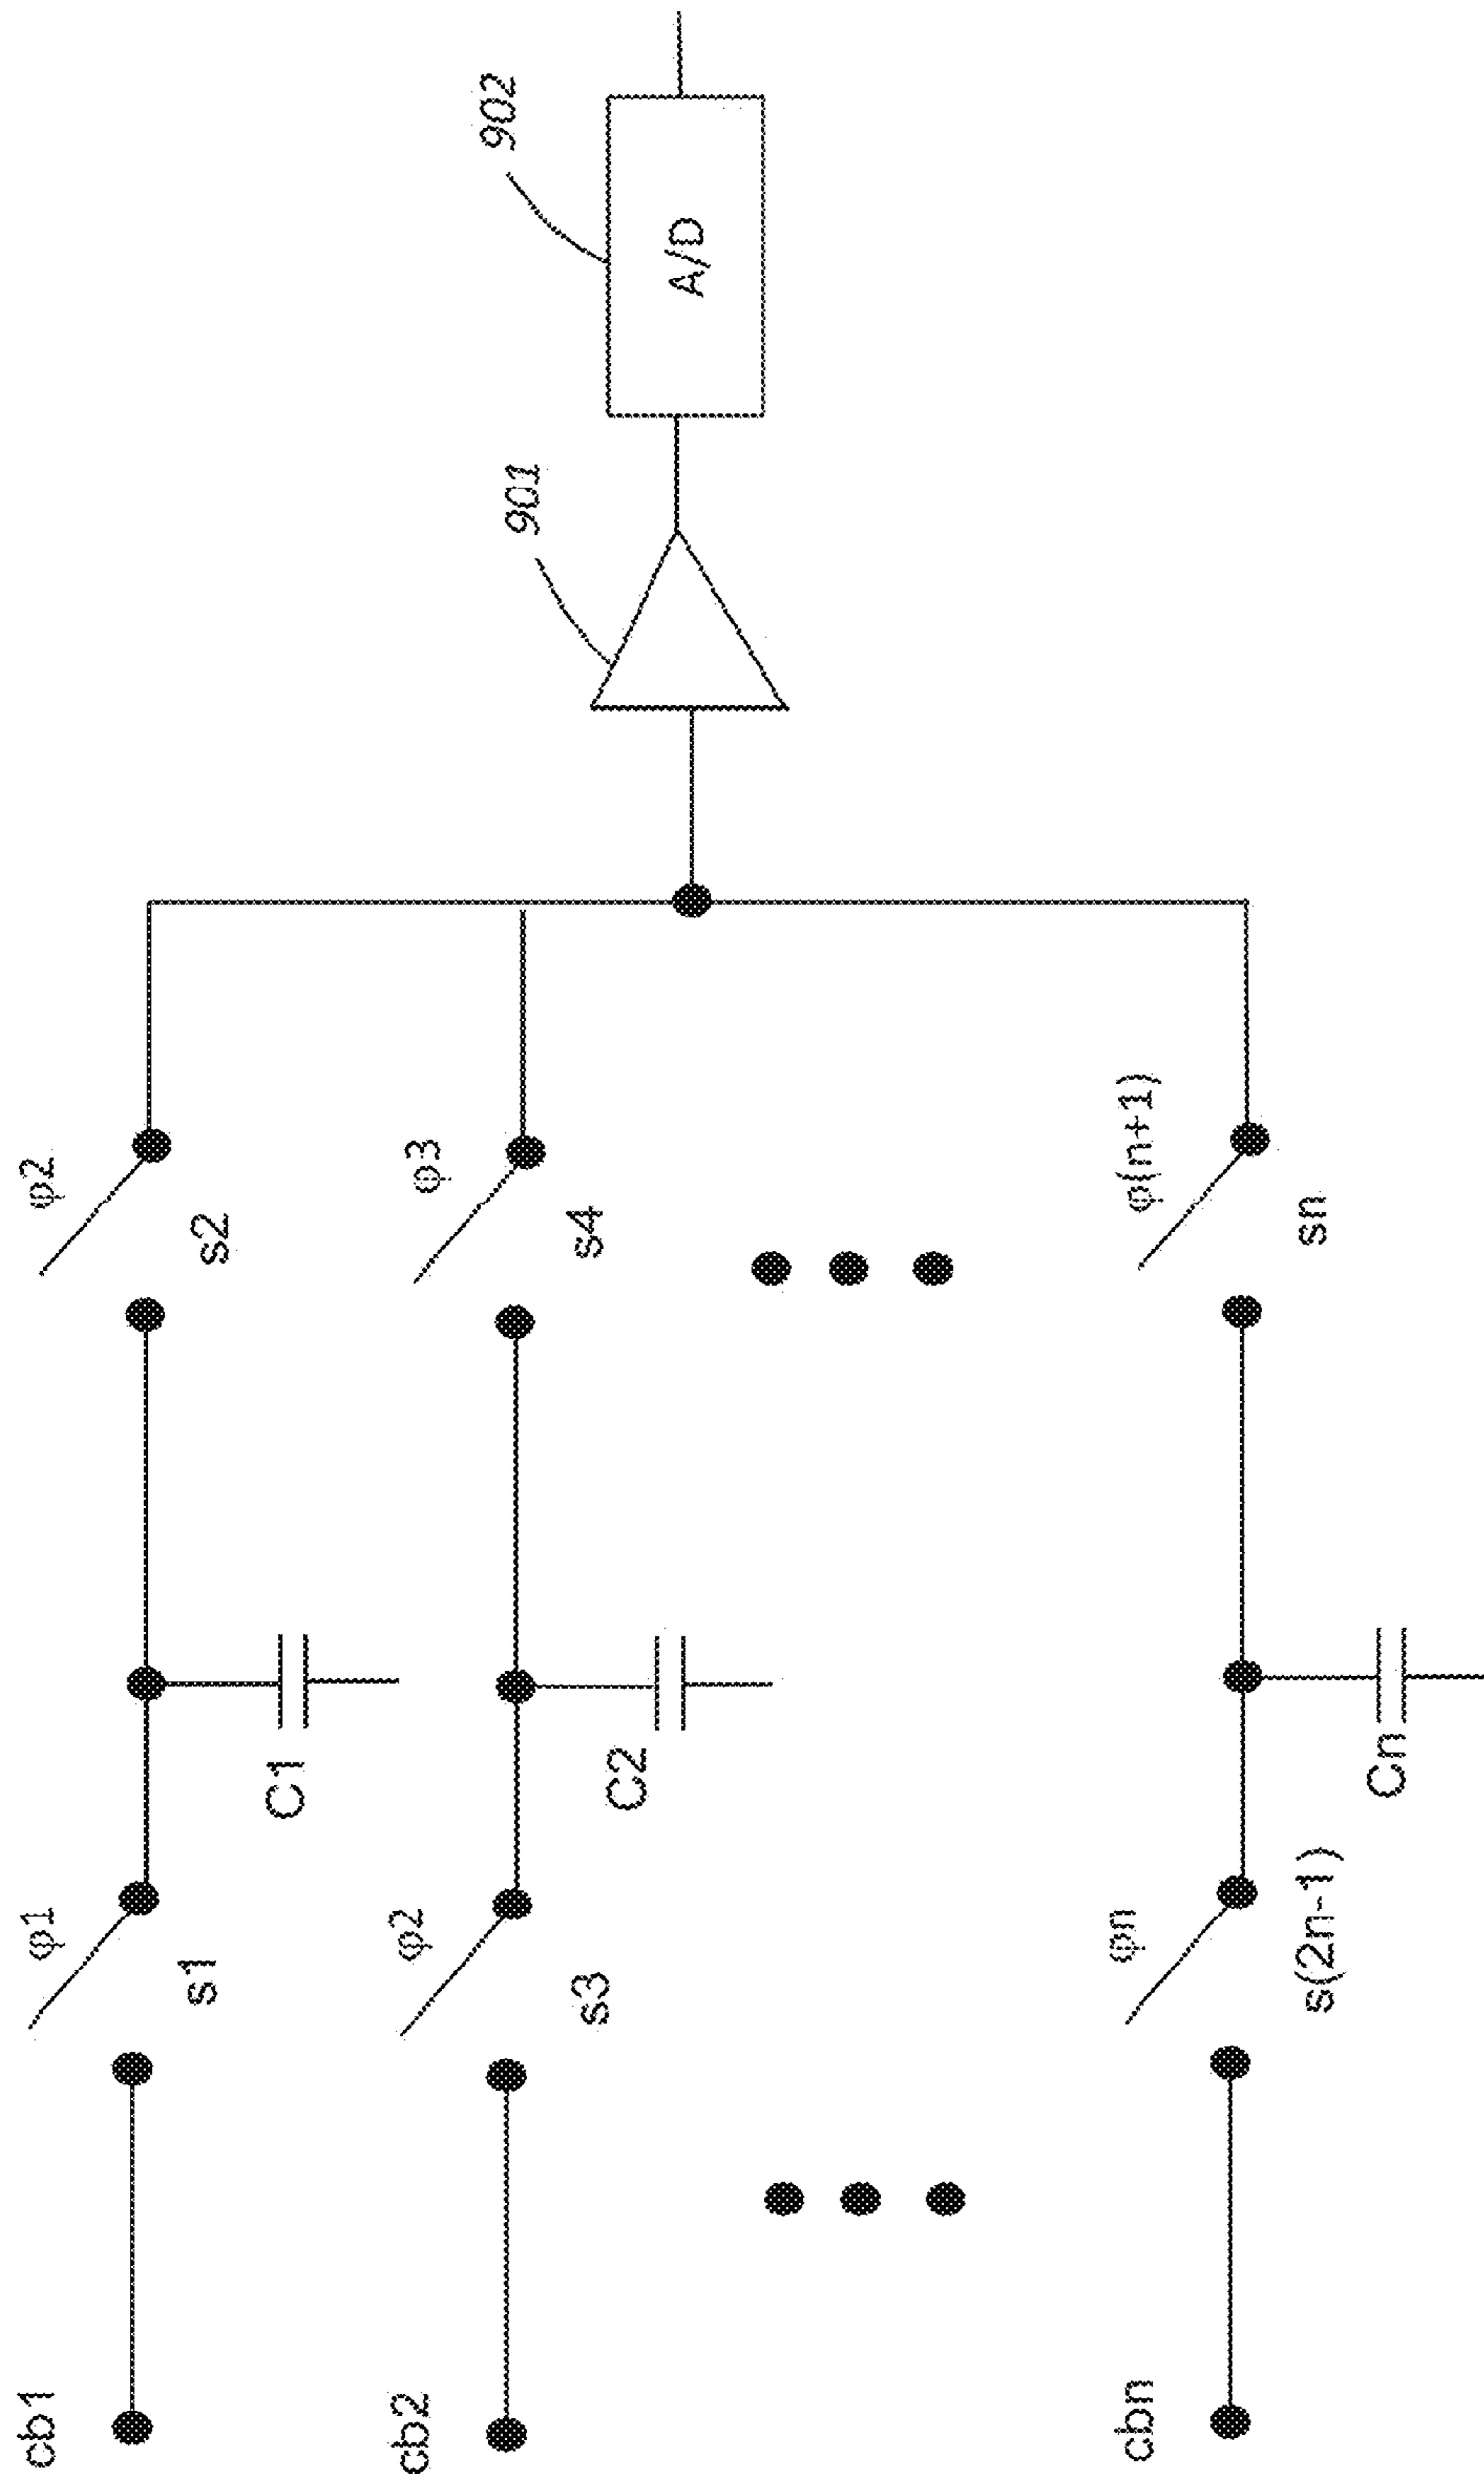 cb1
φ1
s1
C1
φ2
s2
cb2
φ2
s3
C2
φ3
s4
901
902
A/D
cbn
φn
s(2n-1)
Cn
φ(n+1)
sn